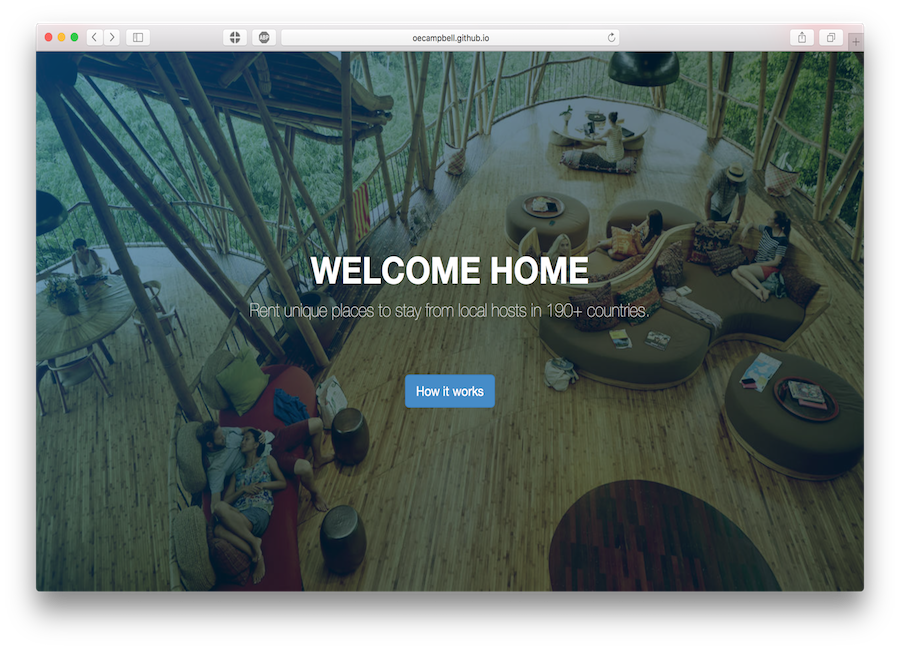 oecampbell.github.io
WELCOME HOME
Rent unique places to stay from local hosts in 190+ countries.
How it works